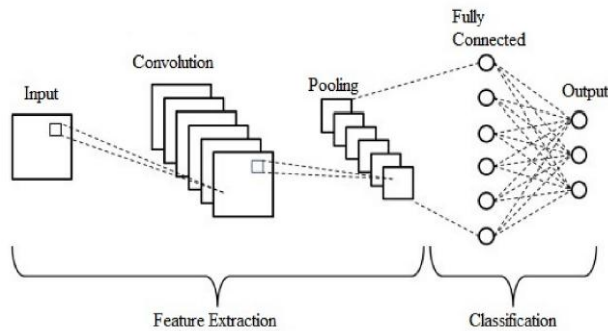 Fully
Connected
Convolution
Pooling
Input
Output
Feature Extraction
Classification